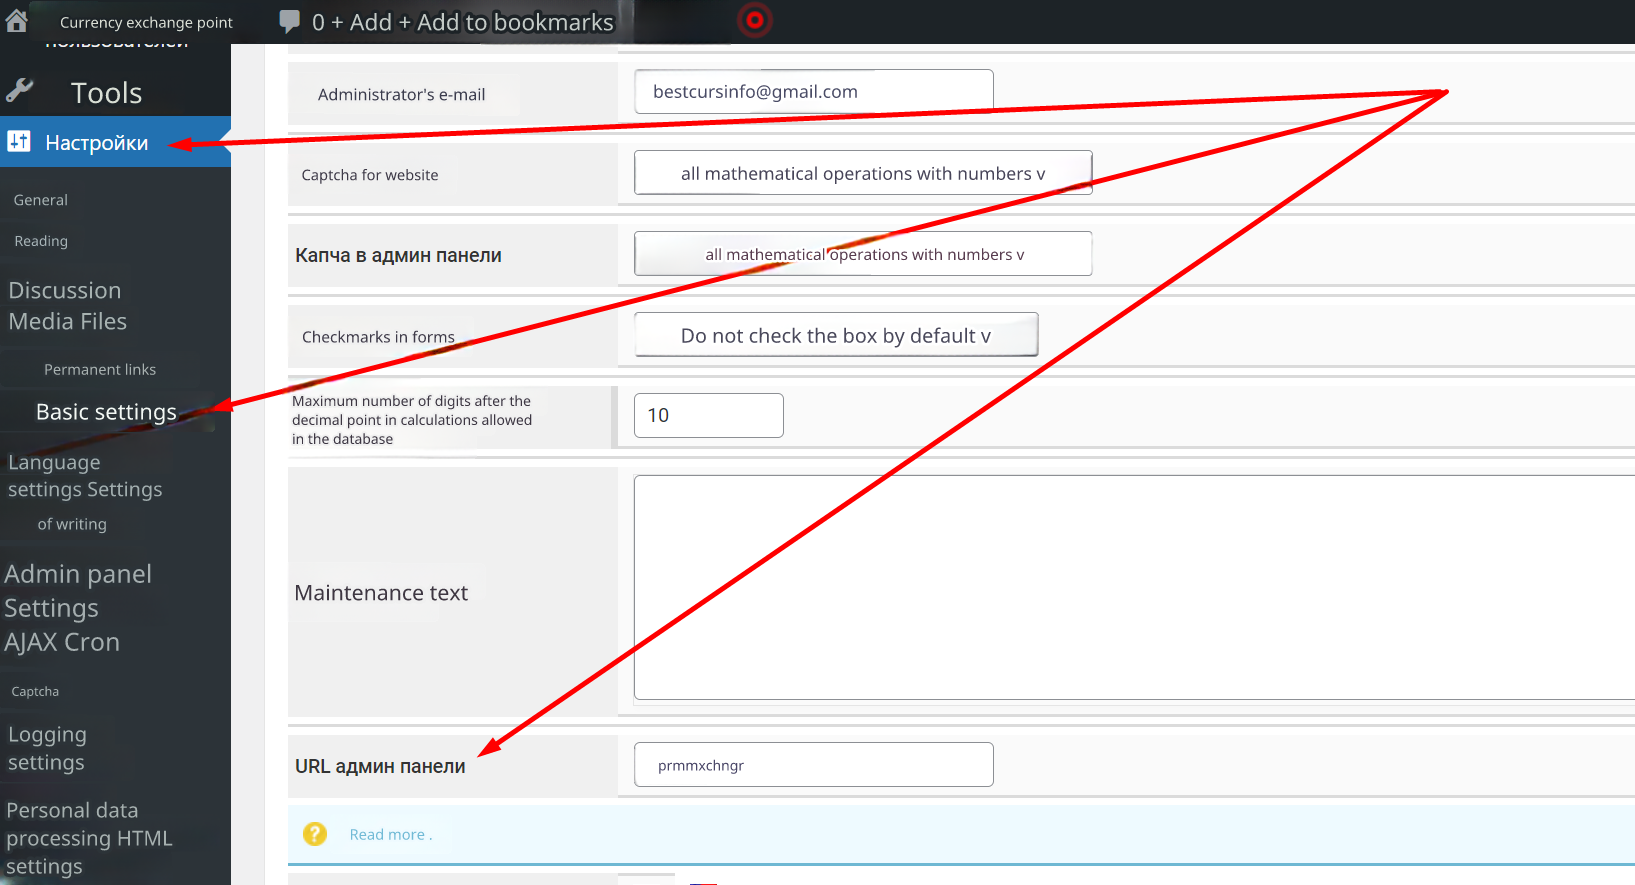 Currency exchange point
0 + Add + Add to bookmarks
пользователей
Tools
Настройки
General
Reading
Discussion
Media Files
Permanent links
Basic settings
Language
settings Settings
of writing
Admin panel
Settings
AJAX Cron
Captcha
Logging
settings
Personal data
processing HTML
settings
Administrator's e-mail
bestcursinfo@gmail.com
Captcha for website
all mathematical operations with numbers v
Капча в админ панели
all mathematical operations with numbers v
Checkmarks in forms
Do not check the box by default v
Maximum number of digits after the
decimal point in calculations allowed
in the database
10
Maintenance text
URL админ панели
prmmxchngr
? Read more .